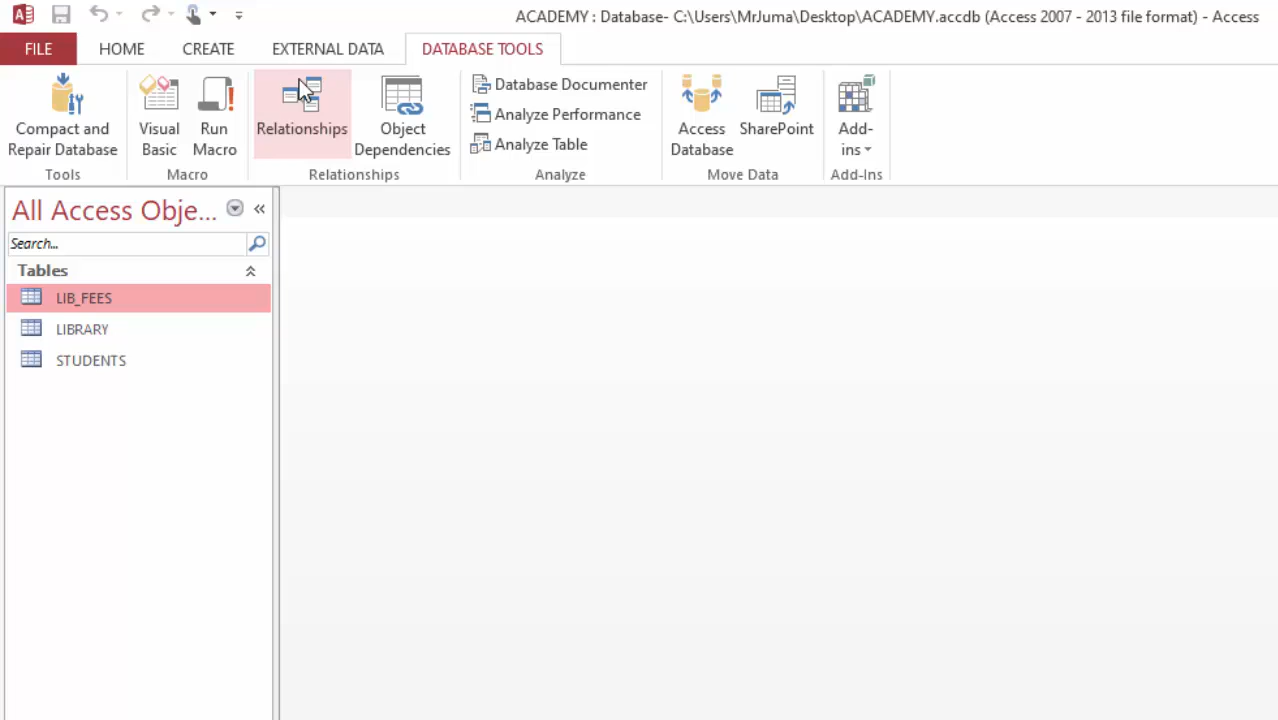 ACADEMY : Database- C:\Users\MrJuma\Desktop\ACADEMY.accdb (Access 2007 - 2013 file format) - Access
FILE HOME CREATE EXTERNAL DATA DATABASE TOOLS
Compact and
Repair Database
Tools
Visual
Basic
Run
Macro
Macro
Relationships
Object
Dependencies
Relationships
Database Documenter
Analyze Performance
Analyze Table
Analyze
Access
Database
SharePoint
Move Data
Add-
ins
Add-Ins
All Access Obje...
Search...
Tables
LIB_FEES
LIBRARY
STUDENTS